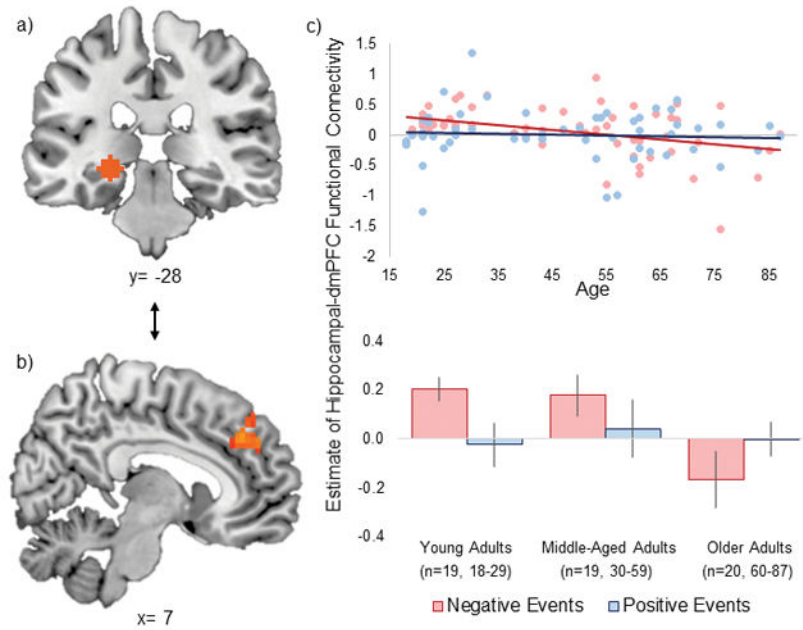 a)
y= -28
b)
x= 7
c)
Estimate of Hippocampal-dmPFC Functional Connectivity
1.5
1
0.5
0
-0.5
-1
-1.5
-2
15 25 35 45 55 65 75 85
Age
0.4
0.2
0.0
-0.2
-0.4
Young Adults Middle-Aged Adults Older Adults
(n=19, 18-29) (n=19, 30-59) (n=20, 60-87)
Negative Events Positive Events